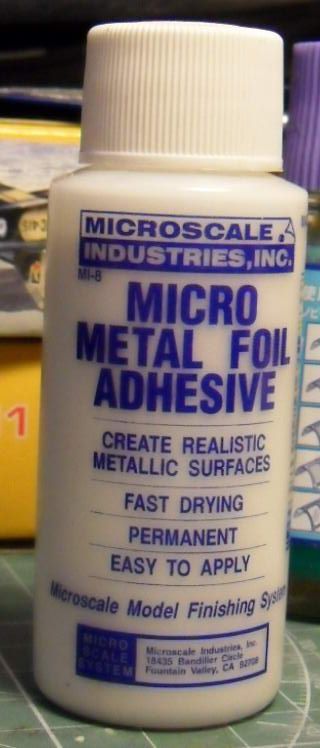 MICROSCALE
INDUSTRIES, INC.
MI-8
MICRO
METAL FOIL
ADHESIVE
CREATE REALISTIC
METALLIC SURFACES
FAST DRYING
PERMANENT
EASY TO APPLY
Microscale Model Finishing System
MICRO
SCALE
SYSTEM
Microscale Industries, Inc.
18435 Bandilier Circle
Fountain Valley, CA 92708
1